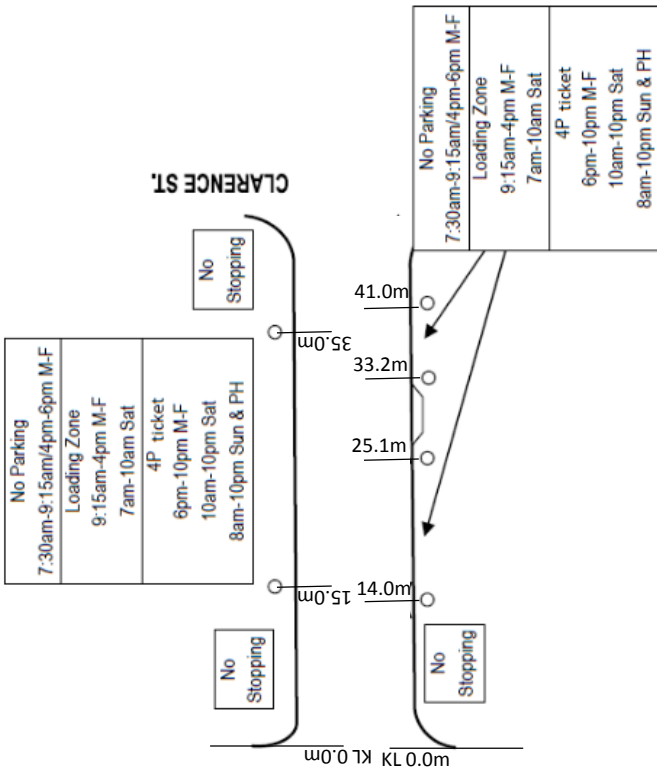 No Parking
7:30am-9:15am/4pm-6pm M-F
Loading Zone
9:15am-4pm M-F
7am-10am Sat
4P ticket
6pm-10pm M-F
10am-10pm Sat
8am-10pm Sun & PH
No
Stopping
No
Stopping
CLARENCE ST.
35.0m
15.0m
KL 0.0m
KL 0.0m
14.0m
25.1m
33.2m
41.0m
No
Stopping
No Parking
7:30am-9:15am/4pm-6pm M-F
Loading Zone
9:15am-4pm M-F
7am-10am Sat
4P ticket
6pm-10pm M-F
10am-10pm Sat
8am-10pm Sun & PH